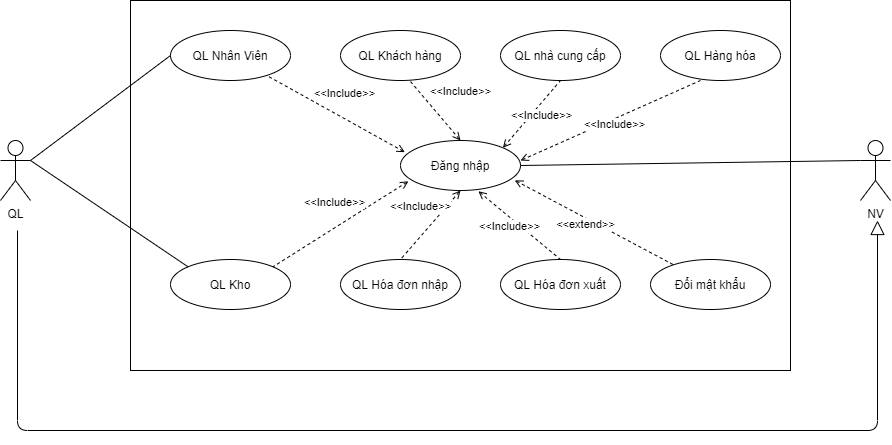 QL Nhân Viên
QL Khách hàng
QL nhà cung cấp
QL Hàng hóa
<<Include>>
<<Include>>
<<Include>>
<<Include>>
Đăng nhập
QL
NV
<<Include>>
<<Include>>
<<Include>>
<<extend>>
QL Kho
QL Hóa đơn nhập
QL Hóa đơn xuất
Đổi mật khẩu